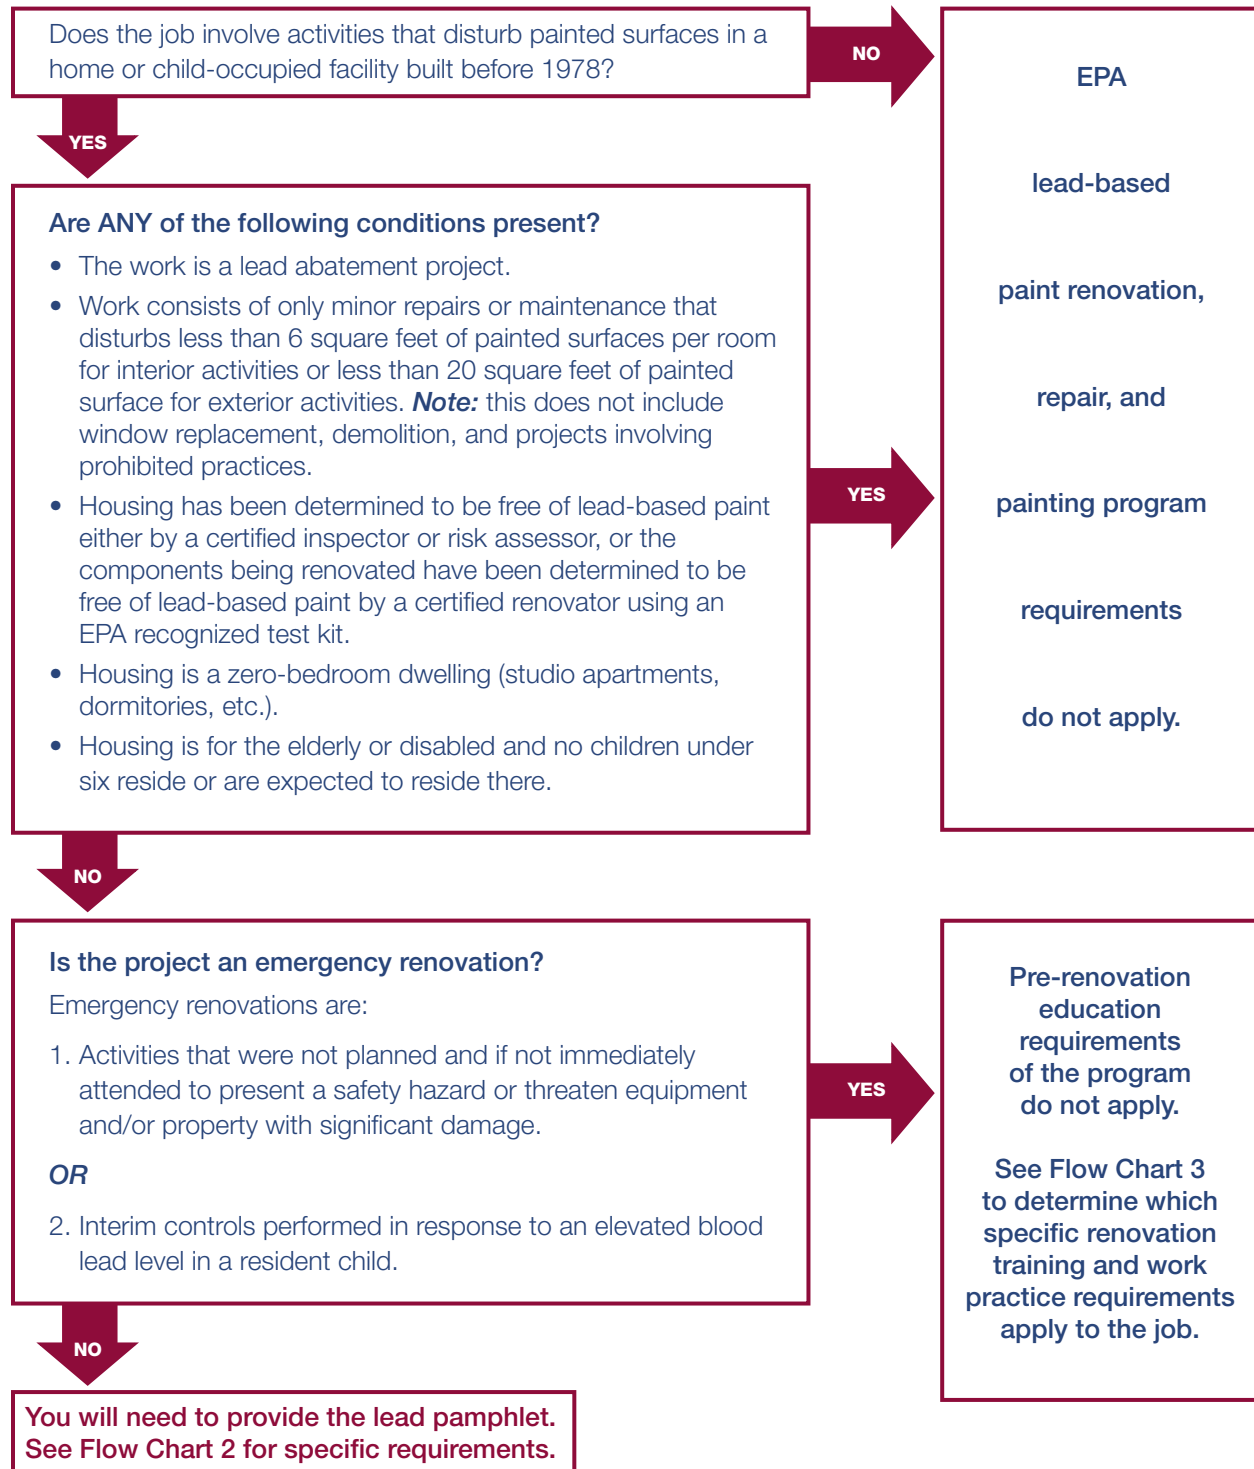 Does the job involve activities that disturb painted surfaces in a
home or child-occupied facility built before 1978?
NO
YES
EPA
lead-based
paint renovation,
repair, and
painting program
requirements
do not apply.
Are ANY of the following conditions present?
• The work is a lead abatement project.
• Work consists of only minor repairs or maintenance that
disturbs less than 6 square feet of painted surfaces per room
for interior activities or less than 20 square feet of painted
surface for exterior activities. Note: this does not include
window replacement, demolition, and projects involving
prohibited practices.
• Housing has been determined to be free of lead-based paint
either by a certified inspector or risk assessor, or the
components being renovated have been determined to be
free of lead-based paint by a certified renovator using an
EPA recognized test kit.
• Housing is a zero-bedroom dwelling (studio apartments,
dormitories, etc.).
• Housing is for the elderly or disabled and no children under
six reside or are expected to reside there.
YES
NO
Is the project an emergency renovation?
Emergency renovations are:
1. Activities that were not planned and if not immediately
attended to present a safety hazard or threaten equipment
and/or property with significant damage.
OR
2. Interim controls performed in response to an elevated blood
lead level in a resident child.
YES
Pre-renovation
education
requirements
of the program
do not apply.
See Flow Chart 3
to determine which
specific renovation
training and work
practice requirements
apply to the job.
NO
You will need to provide the lead pamphlet.
See Flow Chart 2 for specific requirements.